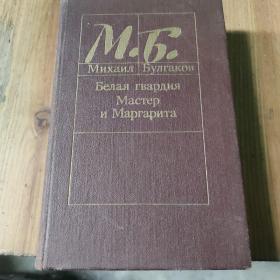 М.Б.
Михаил Булгаков
Белая гвардия
Мастер
и Маргарита